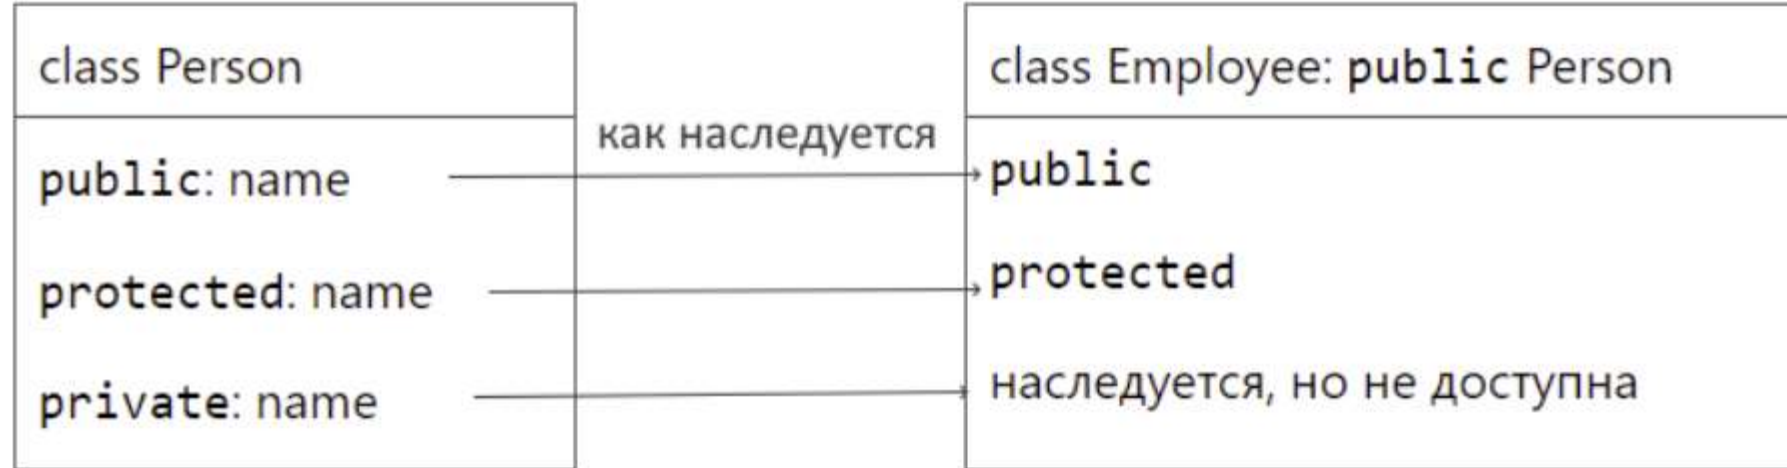 class Person
class Employee: public Person
как наследуется
public: name
public
protected: name
protected
private: name
наследуется, но не доступна